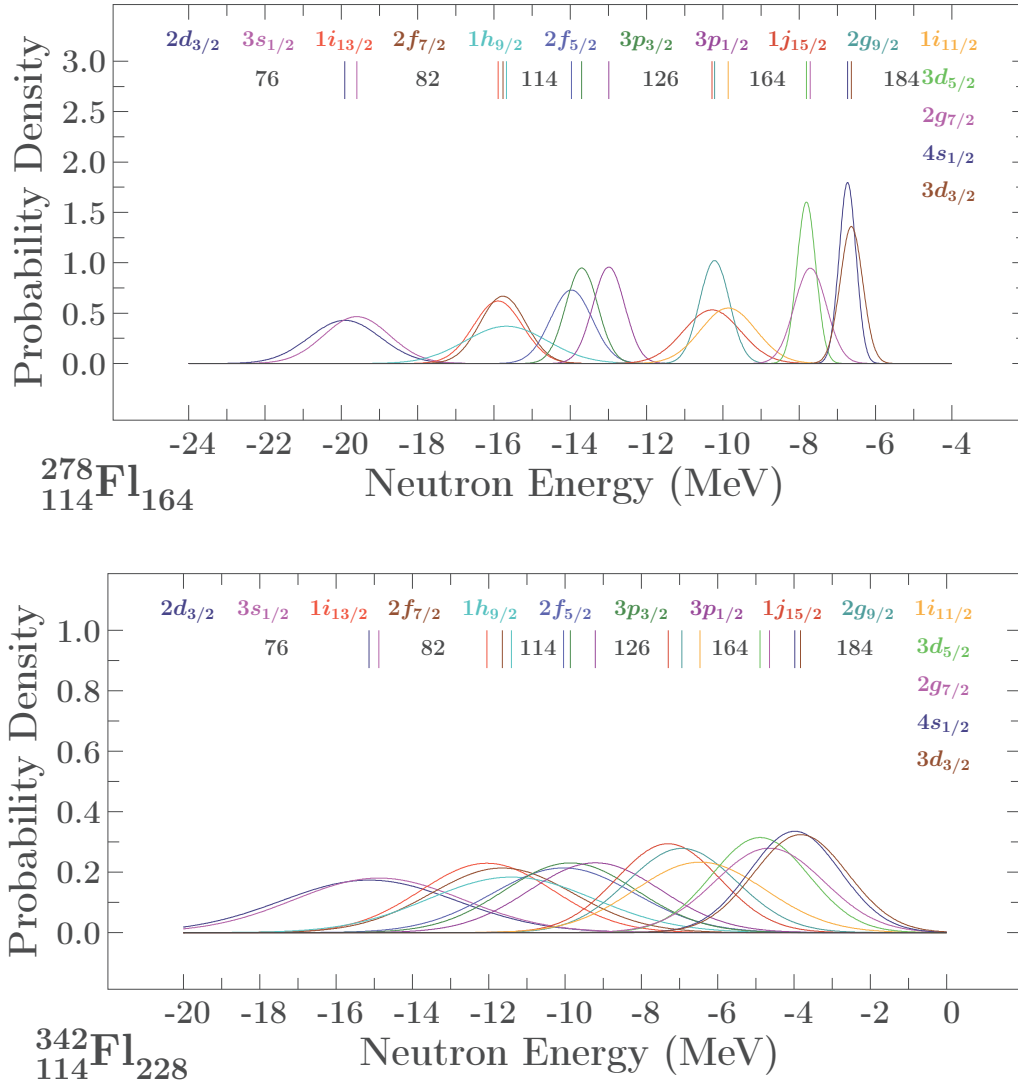 2d3/2 3s1/2 1i13/2 2f7/2 1h9/2 2f5/2 3p3/2 3p1/2 1j15/2 2g9/2 1i11/2
76 82 114 126 164 184 3d5/2
2g7/2
4s1/2
3d3/2
3.0
2.5
2.0
1.5
1.0
0.5
0.0
Probability Density
-24 -22 -20 -18 -16 -14 -12 -10 -8 -6 -4
278 114 Fl 164 Neutron Energy (MeV)
2d3/2 3s1/2 1i13/2 2f7/2 1h9/2 2f5/2 3p3/2 3p1/2 1j15/2 2g9/2 1i11/2
76 82 114 126 164 184 3d5/2
2g7/2
4s1/2
3d3/2
1.0
0.8
0.6
0.4
0.2
0.0
Probability Density
-20 -18 -16 -14 -12 -10 -8 -6 -4 -2 0
342 114 Fl 228 Neutron Energy (MeV)